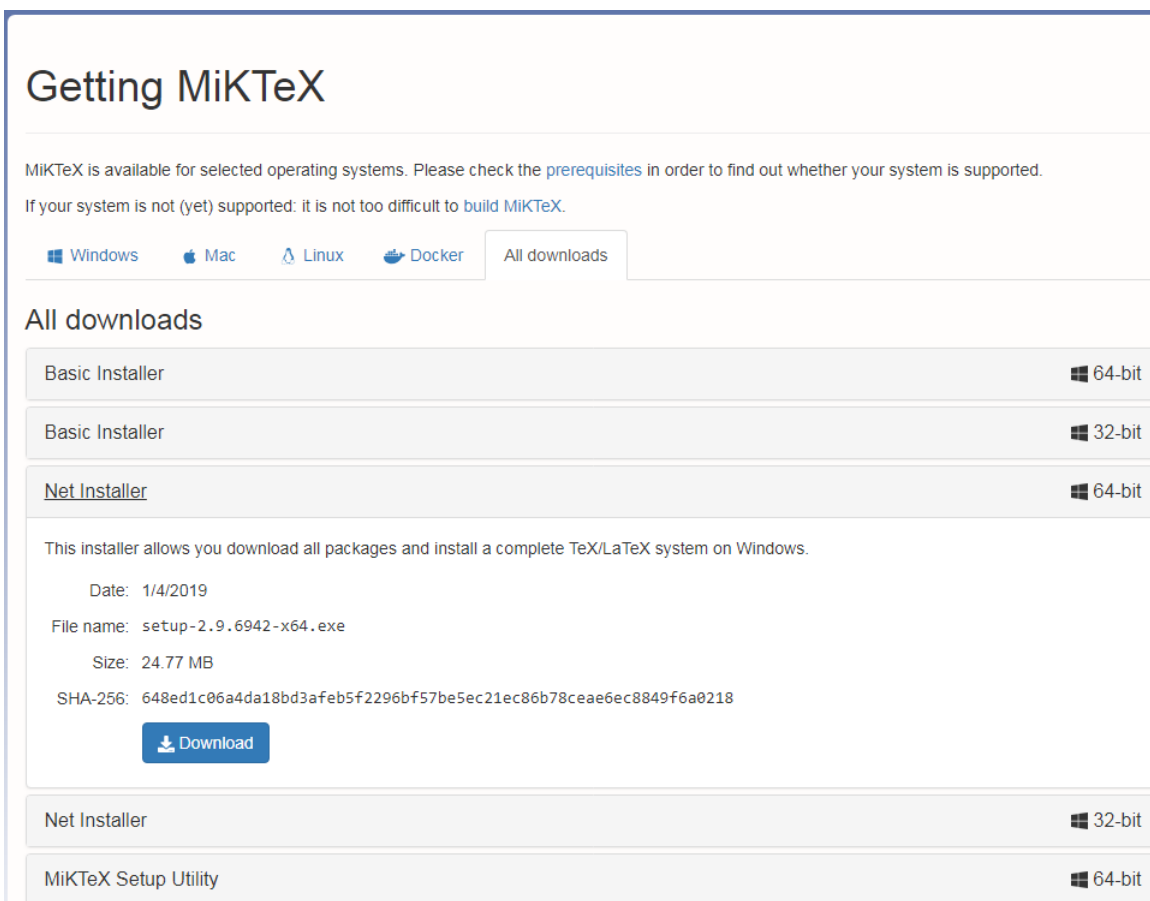 Getting MiKTeX
MiKTeX is available for selected operating systems. Please check the prerequisites in order to find out whether your system is supported.
If your system is not (yet) supported: it is not too difficult to build MiKTeX.
Windows Mac Linux Docker All downloads
All downloads
Basic Installer 64-bit
Basic Installer 32-bit
Net Installer 64-bit
This installer allows you download all packages and install a complete TeX/LaTeX system on Windows.
Date: 1/4/2019
File name: setup-2.9.6942-x64.exe
Size: 24.77 MB
SHA-256: 648ed1c06a4da18bd3afeb5f2296bf57be5ec21ec86b78ceae6ec8849f6a0218
Download
Net Installer 32-bit
MiKTeX Setup Utility 64-bit